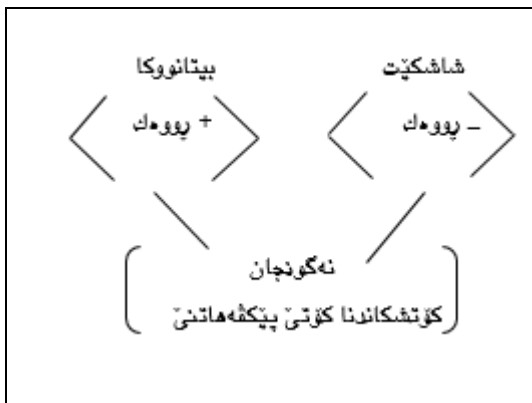 شاشکێت بیتانووکا
– ڕووەك + ڕووەك
نەگونجان
کۆتشکاندنا کۆتێ پێکڤەهاتنێ